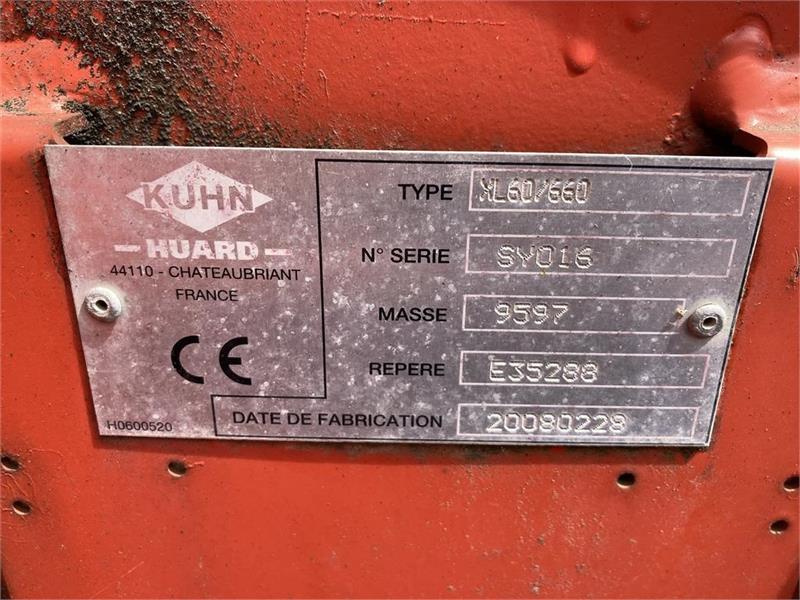 KUHN
HUARD
44110 - CHATEAUBRIANT
FRANCE
CE
H0600520
TYPE XL60/660
N° SERIE SY016
MASSE 9597
REPERE E35288
DATE DE FABRICATION 20080228